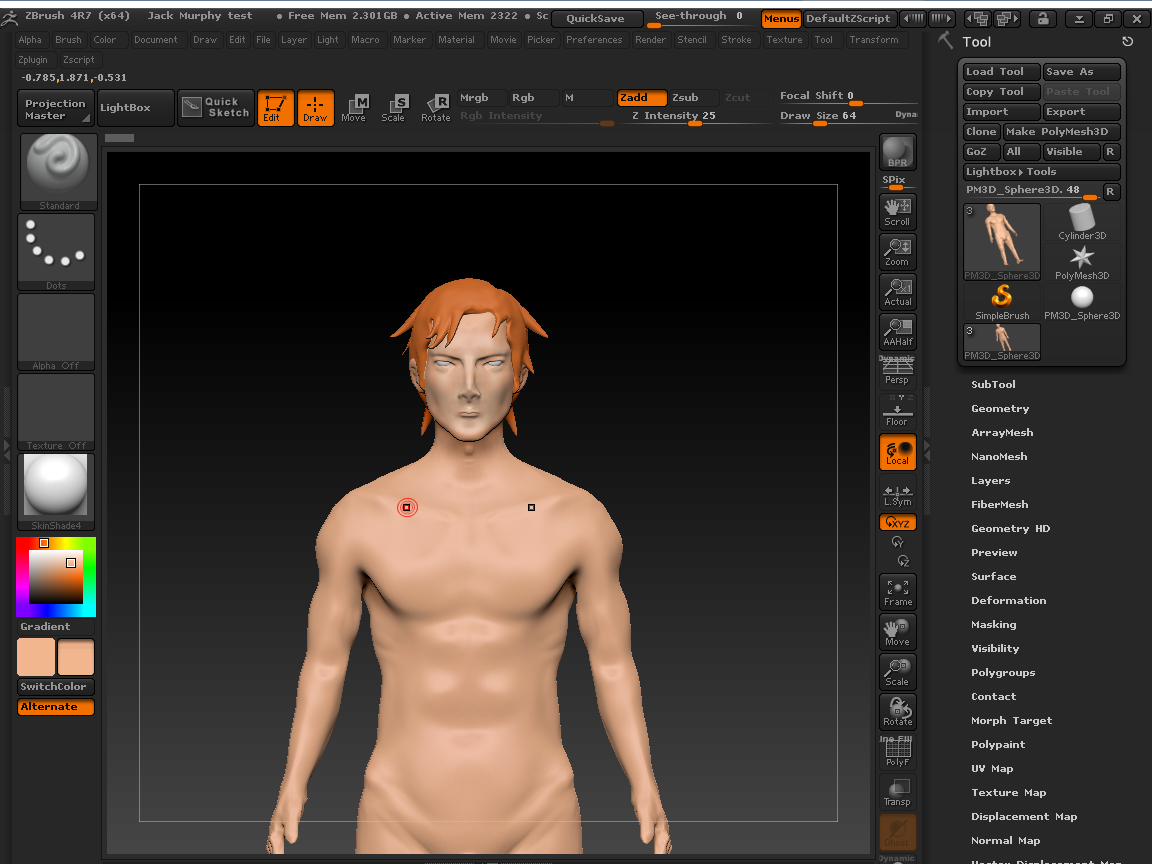 ZBrush 4R7 (x64) Jack Murphy test • Free Mem 2.301GB • Active Mem 2322 • Sc QuickSave See-through 0 Menus DefaultZScript
Alpha Brush Color Document Draw Edit File Layer Light Macro Marker Material Movie Picker Preferences Render Stencil Stroke Texture Tool Transform
Zplugin Zscript
-0.785,1.871,-0.531
Projection Master
LightBox
Quick Sketch
Edit
Draw
Move
Scale
Rotate
Mrgb Rgb M Zadd Zsub Zcut
Rgb Intensity Z Intensity 25
Focal Shift 0
Draw Size 64 Dyna
Standard
Dots
Alpha Off
Texture Off
SkinShade4
Gradient
SwitchColor
Alternate
BPR
SPix
Scroll
Zoom
Actual
AAHalf
Dynamic
Persp
Floor
Local
L.Sym
XYZ
Y
Z
Frame
Move
Scale
Rotate
Line Fill
PolyF
Transp
Ghost
Dynamic
Tool
Load Tool Save As
Copy Tool Paste Tool
Import Export
Clone Make PolyMesh3D
GoZ All Visible R
Lightbox▸Tools
PM3D_Sphere3D. 48 R
3
PM3D_Sphere3D
Cylinder3D
PolyMesh3D
SimpleBrush
PM3D_Sphere3D
3
PM3D_Sphere3D
SubTool
Geometry
ArrayMesh
NanoMesh
Layers
FiberMesh
Geometry HD
Preview
Surface
Deformation
Masking
Visibility
Polygroups
Contact
Morph Target
Polypaint
UV Map
Texture Map
Displacement Map
Normal Map
Vector Displacement Map